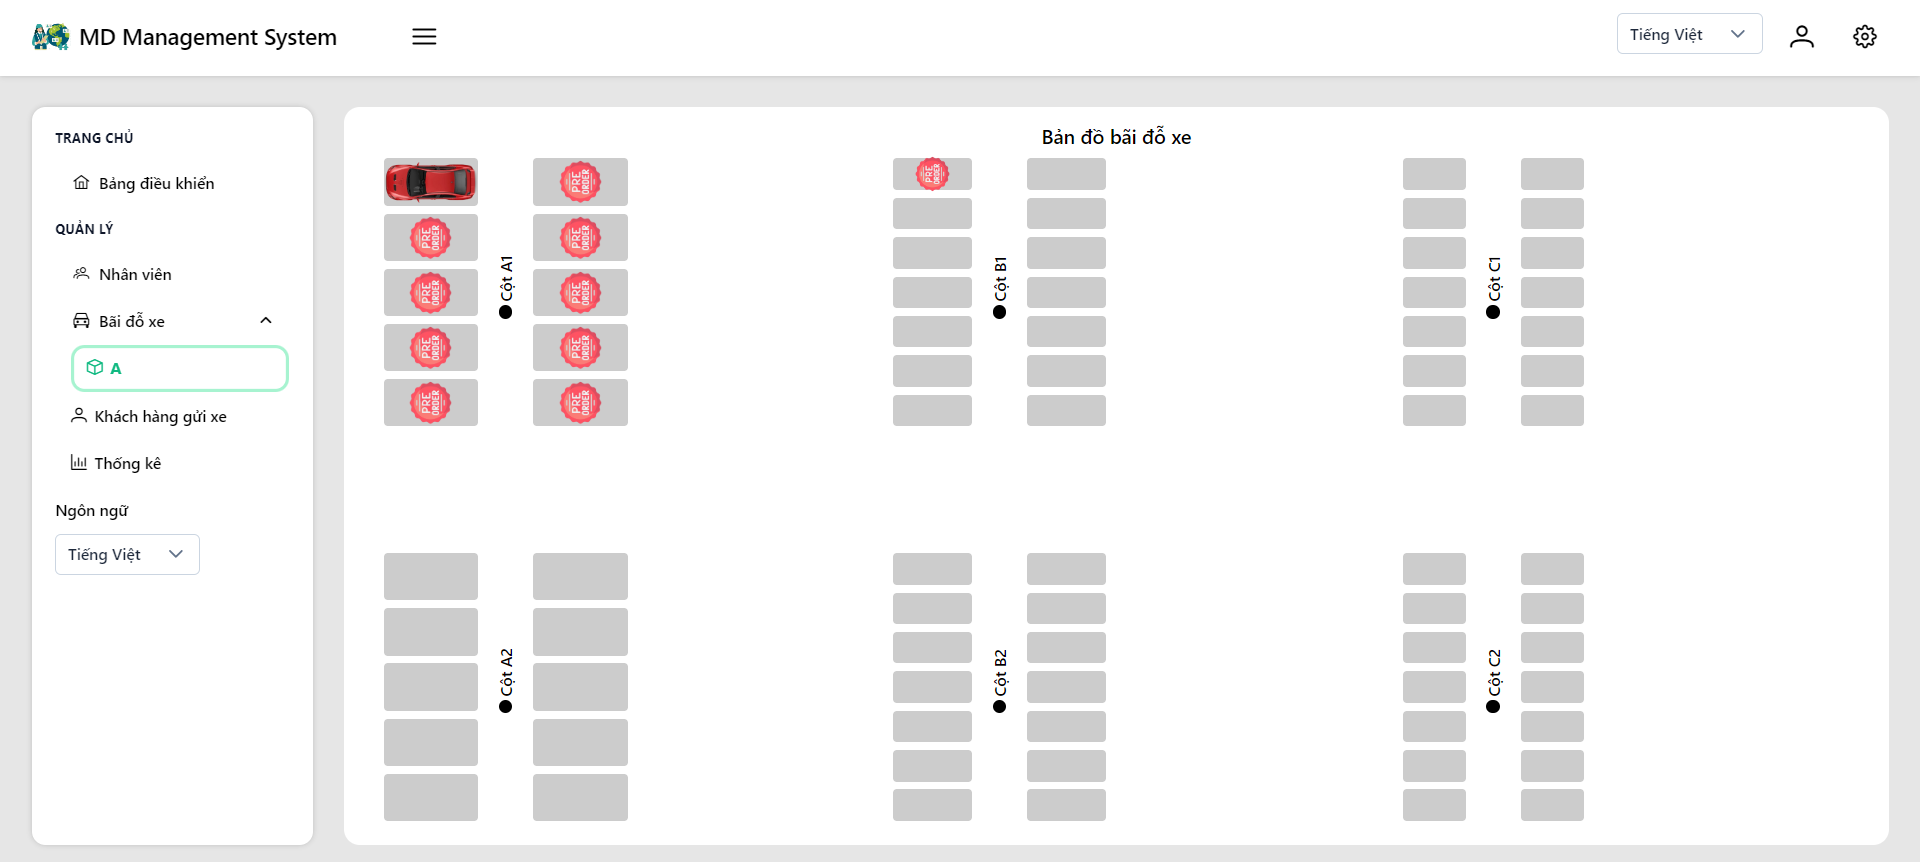 MD Management System
Tiếng Việt
TRANG CHỦ
Bảng điều khiển
QUẢN LÝ
Nhân viên
Bãi đỗ xe
A
Khách hàng gửi xe
Thống kê
Ngôn ngữ
Tiếng Việt
Bản đồ bãi đỗ xe
PRE ORDER
PRE ORDER
PRE ORDER
PRE ORDER
PRE ORDER
PRE ORDER
PRE ORDER
PRE ORDER
PRE ORDER
Cột A1
PRE ORDER
Cột B1
Cột C1
Cột A2
Cột B2
Cột C2